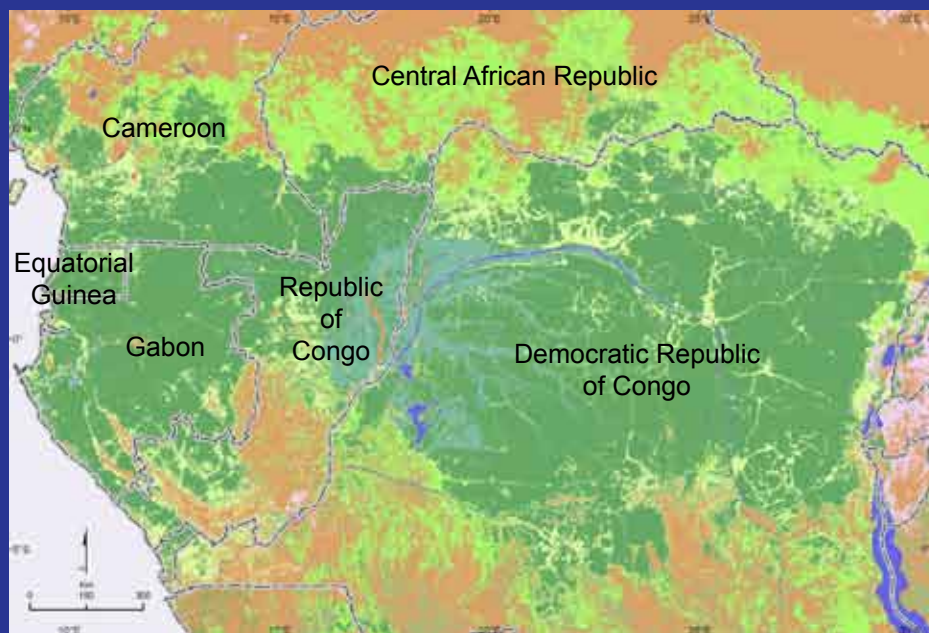 Central African Republic
Cameroon
Equatorial
Guinea
Republic
of
Congo
Gabon
Democratic Republic
of Congo